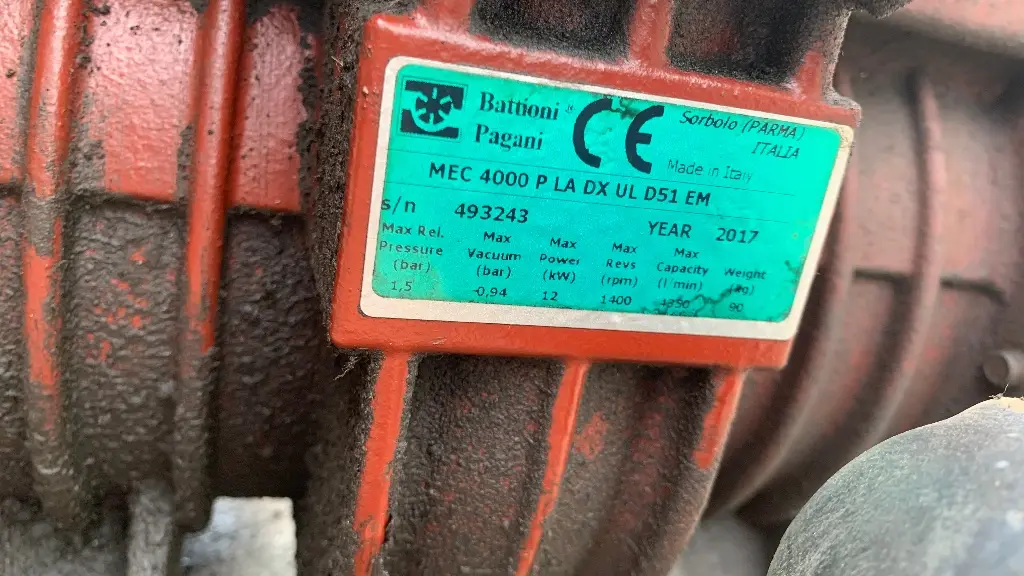 Battioni ®
Pagani
CE
Sorbolo (PARMA)
ITALIA
Made in Italy
MEC 4000 P LA DX UL D51 EM
s/n 493243 YEAR 2017
Max Rel. Pressure (bar) Max Vacuum (bar) Max Power (kW) Max Revs (rpm) Max Capacity (l/min) Weight (kg)
1,5 -0,94 12 1400 4350 90